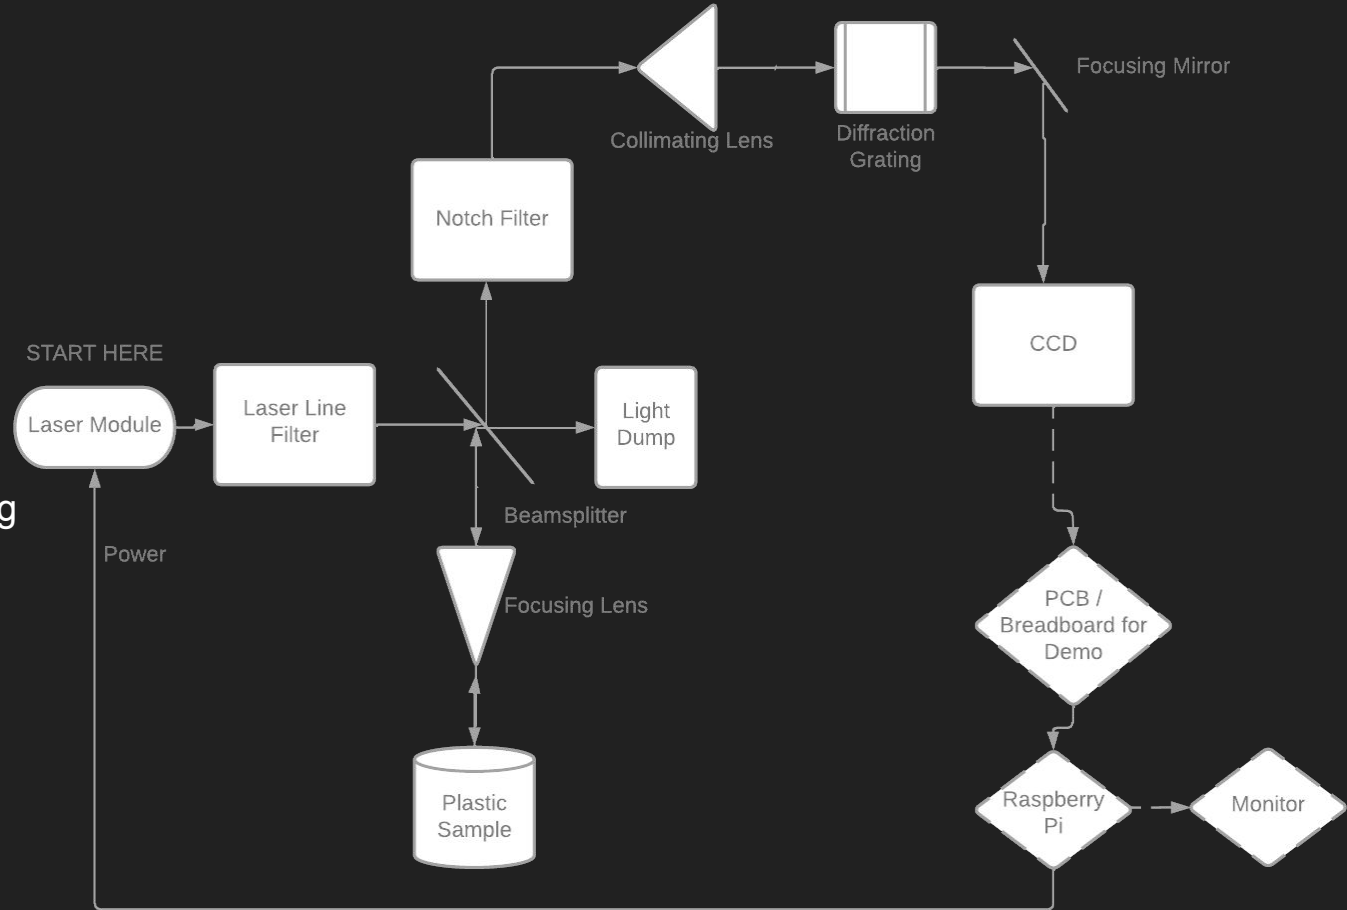 Focusing Mirror
Collimating Lens
Diffraction
Grating
Notch Filter
START HERE
Laser Module
Laser Line
Filter
Light
Dump
CCD
g
Beamsplitter
Power
Focusing Lens
PCB /
Breadboard for
Demo
Plastic
Sample
Raspberry
Pi
Monitor